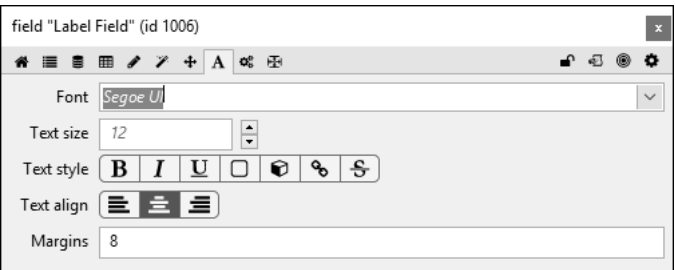 field "Label Field" (id 1006)
x
A
Font Segoe UI
Text size 12
Text style B I U S
Text align
Margins 8